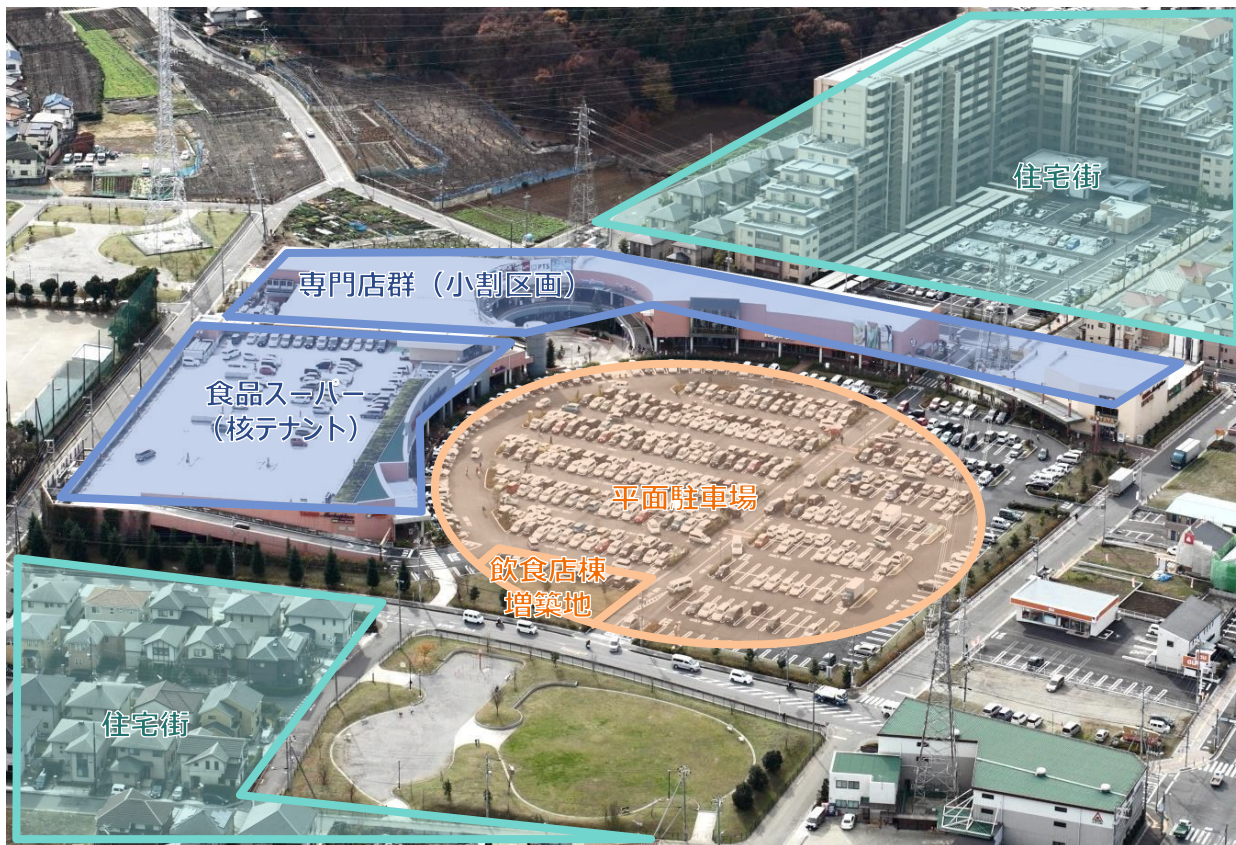 住宅街
専門店群（小割区画）
食品スーパー
（核テナント）
平面駐車場
飲食店棟
増築地
住宅街